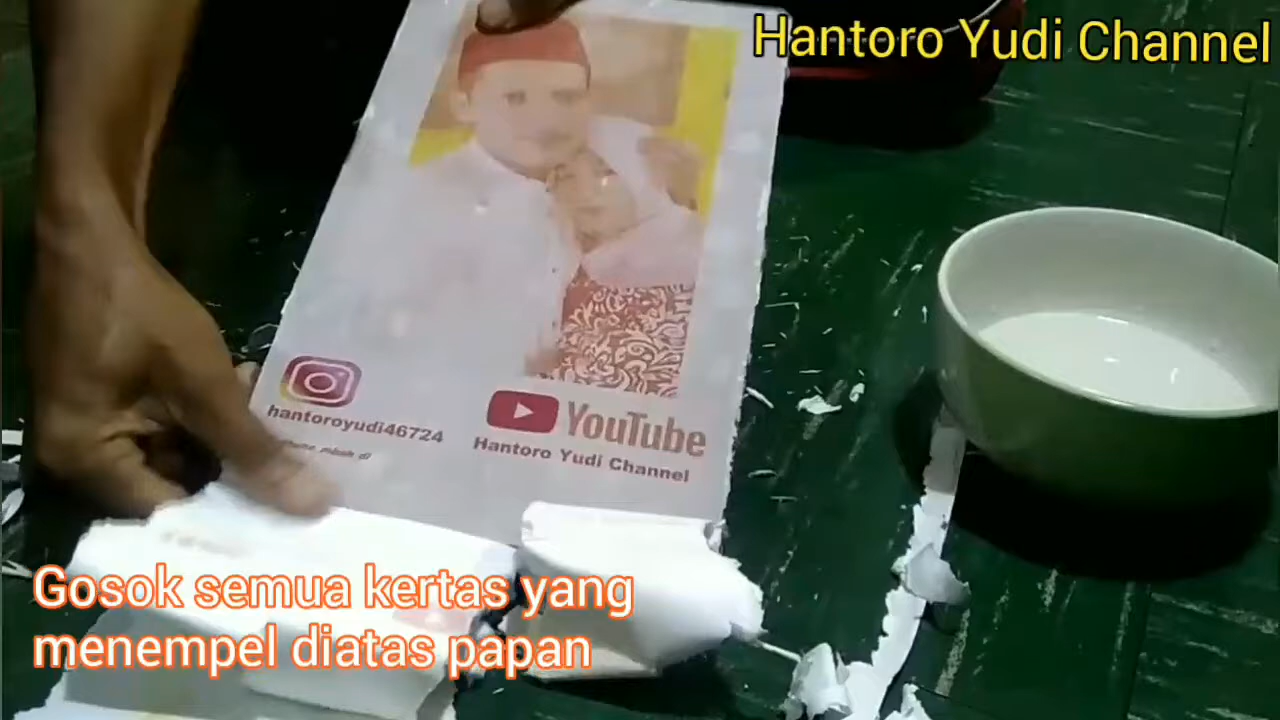 Hantoro Yudi Channel
hantoroyudi46724
YouTube
Hantoro Yudi Channel
Gosok semua kertas yang
menempel diatas papan